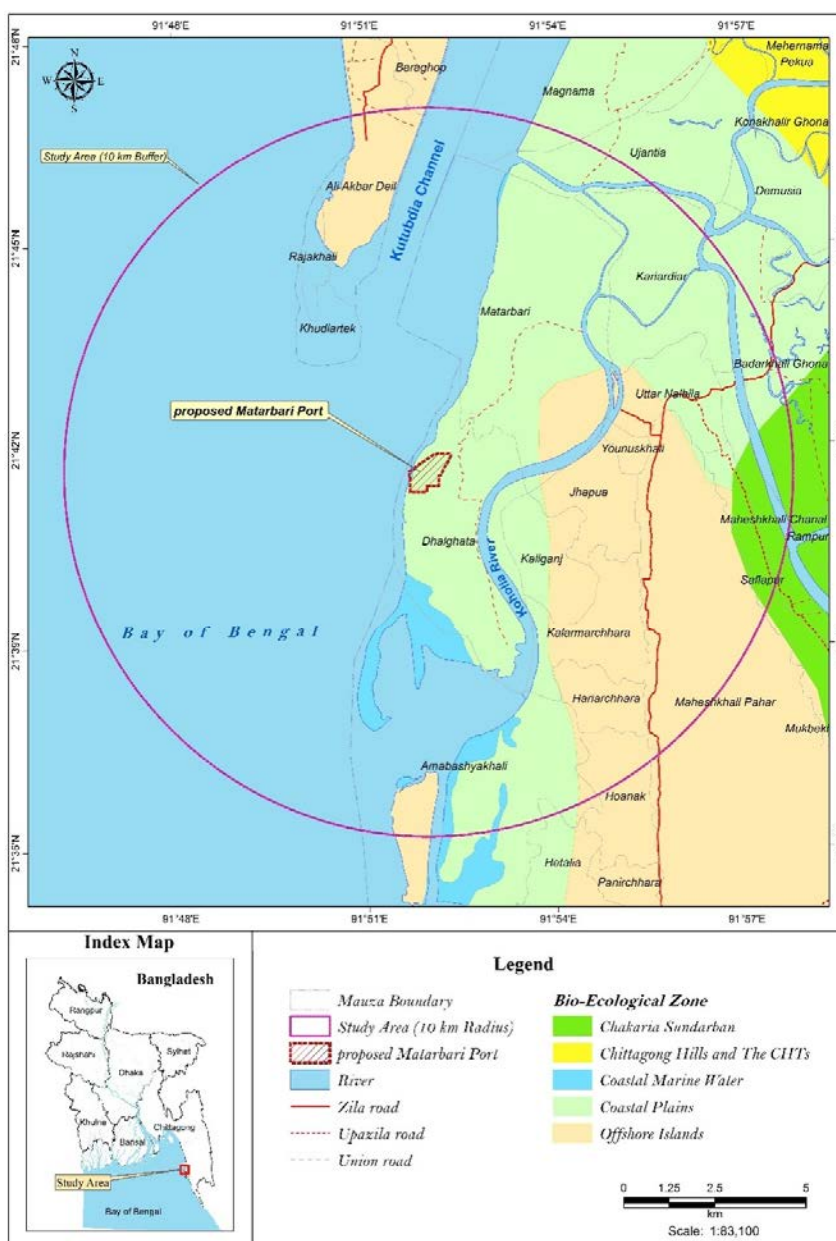 91°48'E 91°51'E 91°54'E 91°57'E
21°48'N
N
W E
S
Baraghop
Mehernama
Pekua
Magnama
Konakhalir Ghona
Study Area (10 km Buffer)
Ujantia
Ali Akbar Deil
Demusia
Kutubdia Channel
21°45'N
Rajakhali
Kariardiar
Matarbari
Khudiartek
Badarkhali Ghona
Uttar Nalbila
proposed Matarbari Port
21°42'N
Younuskhali
Jhapua
Maheshkhali Chanal
Rampur
Dhalghata
Koholia River
Kaliganj
Saflapur
Bay of Bengal
Kalarmarchhara
21°39'N
Hanarchhara
Maheshkhali Pahar
Mukbeki
Amabashyakhali
Hoanak
21°35'N
Hetalia
Panirchhara
91°48'E 91°51'E 91°54'E 91°57'E
Index Map
Bangladesh
Rangpur
Rajshahi
Sylhet
Dhaka
Khulna
Barisal
Chittagong
Study Area
Bay of Bengal
Legend
Mauza Boundary
Study Area (10 km Radius)
proposed Matarbari Port
River
Zila road
Upazila road
Union road
Bio-Ecological Zone
Chakaria Sundarban
Chittagong Hills and The CHTs
Coastal Marine Water
Coastal Plains
Offshore Islands
0 1.25 2.5 5
km
Scale: 1:83,100